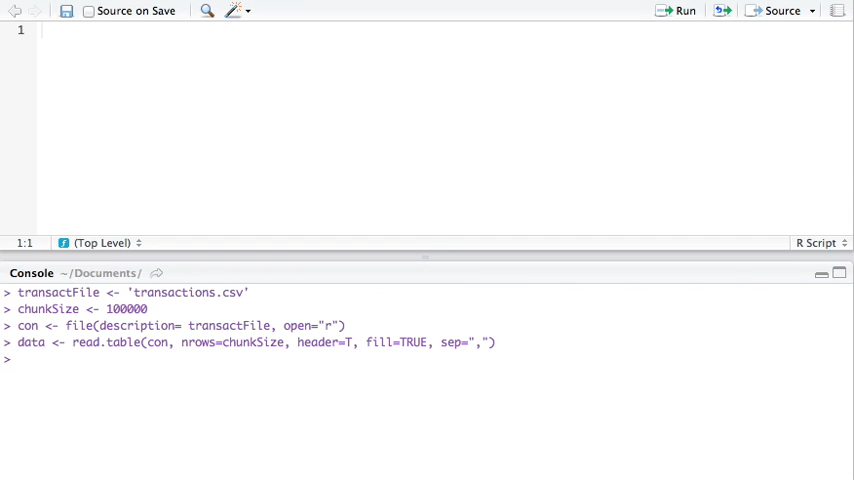 Source on Save
Run
Source
1
1:1
(Top Level)
R Script
Console ~/Documents/
> transactFile <- 'transactions.csv'
> chunkSize <- 100000
> con <- file(description= transactFile, open="r")
> data <- read.table(con, nrows=chunkSize, header=T, fill=TRUE, sep=",")
>